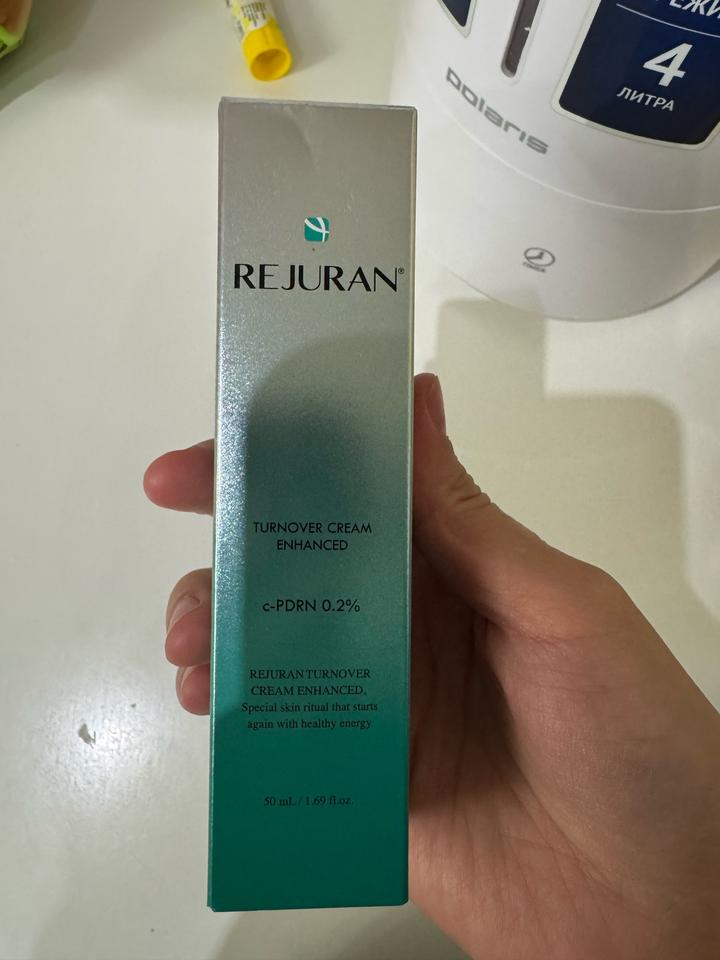 REJURAN®
TURNOVER CREAM
ENHANCED
c-PDRN 0.2%
REJURAN TURNOVER
CREAM ENHANCED,
Special skin ritual that starts
again with healthy energy
50 mL / 1.69 fl.oz.
4
ЛИТРА
polaris